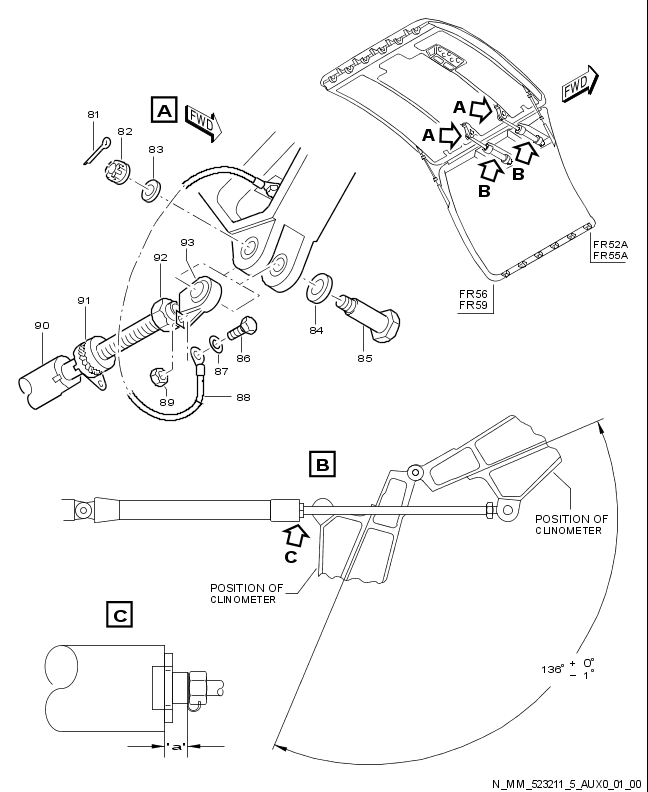 81
82
83
A
FWD
A
A
B
B
FWD
FR52A
FR55A
FR56
FR59
93
92
91
90
84
85
86
87
88
89
B
C
POSITION OF
CLINOMETER
POSITION OF
CLINOMETER
C
136° + 0°
- 1°
'a'
N_MM_523211_5_AUX0_01_00